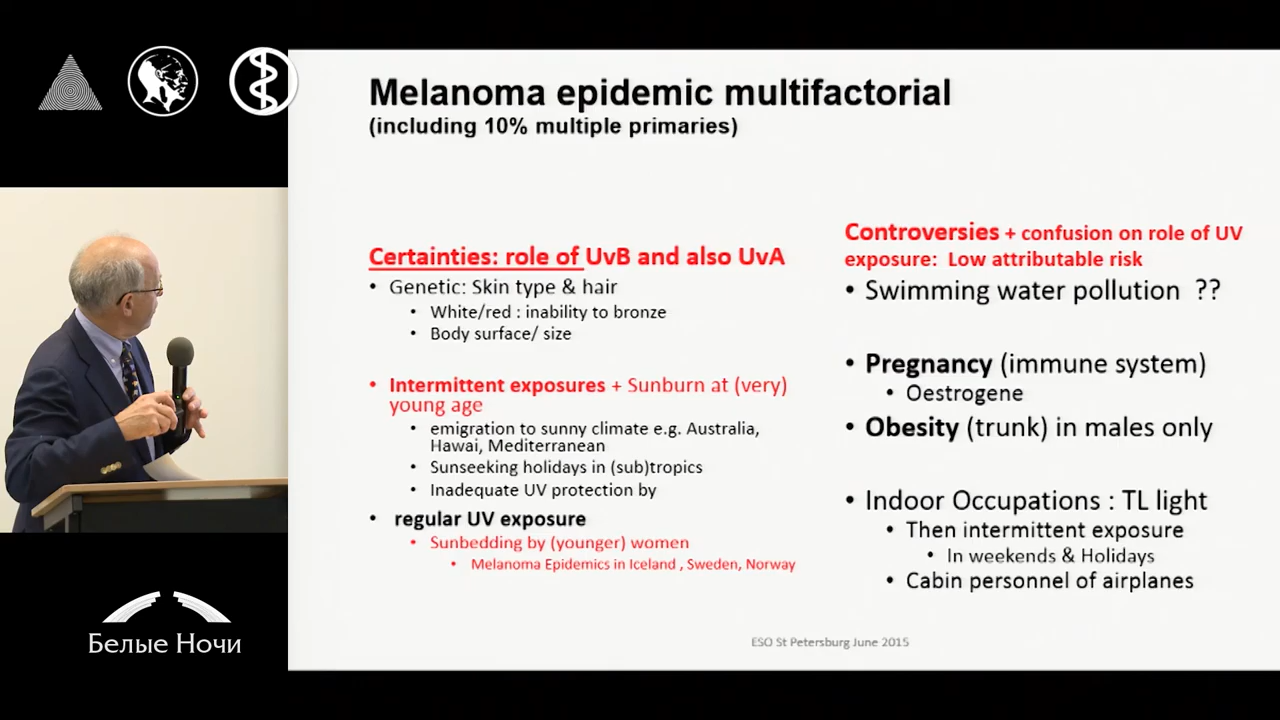 Melanoma epidemic multifactorial
(including 10% multiple primaries)
Certainties: role of UvB and also UvA
• Genetic: Skin type & hair
• White/red : inability to bronze
• Body surface/ size
• Intermittent exposures + Sunburn at (very)
young age
• emigration to sunny climate e.g. Australia,
Hawai, Mediterranean
• Sunseeking holidays in (sub)tropics
• Inadequate UV protection by
• regular UV exposure
• Sunbedding by (younger) women
• Melanoma Epidemics in Iceland , Sweden, Norway
Controversies + confusion on role of UV
exposure: Low attributable risk
• Swimming water pollution ??
• Pregnancy (immune system)
• Oestrogene
• Obesity (trunk) in males only
• Indoor Occupations : TL light
• Then intermittent exposure
• In weekends & Holidays
• Cabin personnel of airplanes
ESO St Petersburg June 2015
Белые Ночи